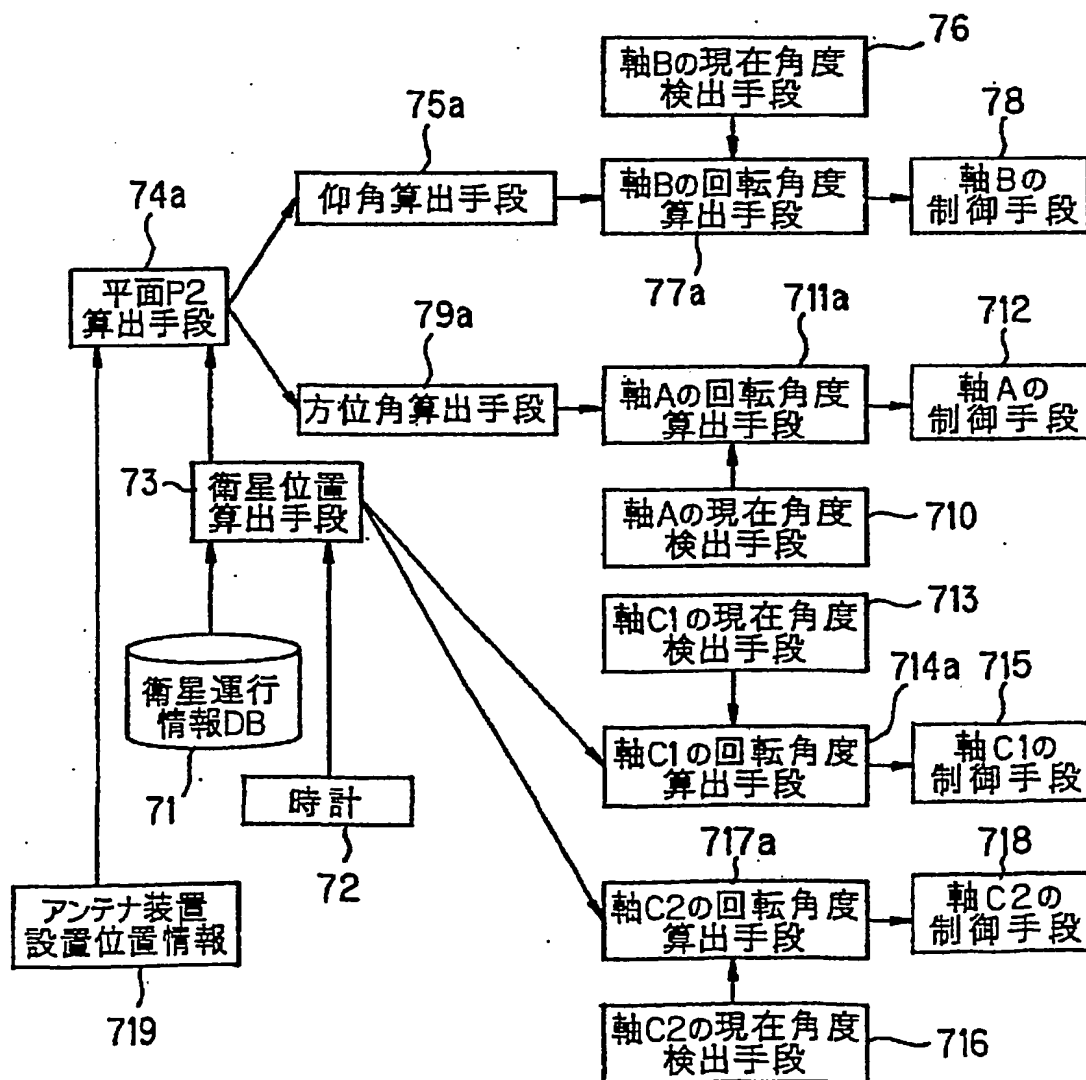 76
軸Bの現在角度
検出手段
75a
78
仰角算出手段
軸Bの回転角度
算出手段
軸Bの
制御手段
74a
77a
平面P2
算出手段
79a
711a
712
方位角算出手段
軸Aの回転角度
算出手段
軸Aの
制御手段
73
衛星位置
算出手段
軸Aの現在角度
検出手段
710
軸C1の現在角度
検出手段
713
衛星運行
情報DB
71
714a
715
軸C1の回転角度
算出手段
軸C1の
制御手段
時計
72
717a
718
アンテナ装置
設置位置情報
719
軸C2の回転角度
算出手段
軸C2の
制御手段
軸C2の現在角度
検出手段
716